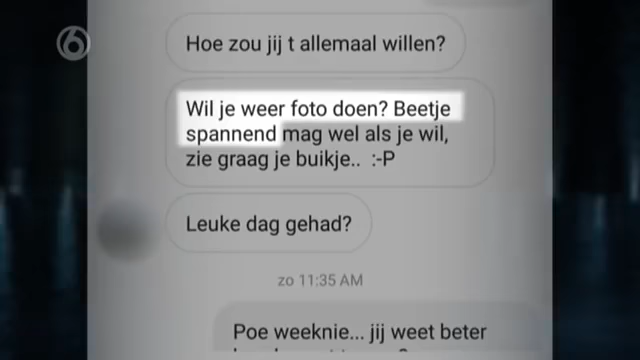 6
Hoe zou jij t allemaal willen?
Wil je weer foto doen? Beetje
spannend mag wel als je wil,
zie graag je buikje.. :-P
Leuke dag gehad?
zo 11:35 AM
Poe weeknie... jij weet beter